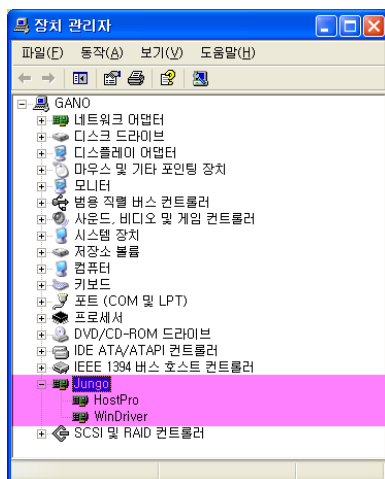 장치 관리자
파일(F) 동작(A) 보기(V) 도움말(H)
GANO
네트워크 어댑터
디스크 드라이브
디스플레이 어댑터
마우스 및 기타 포인팅 장치
모니터
범용 직렬 버스 컨트롤러
사운드, 비디오 및 게임 컨트롤러
시스템 장치
저장소 볼륨
컴퓨터
키보드
포트 (COM 및 LPT)
프로세서
DVD/CD-ROM 드라이브
IDE ATA/ATAPI 컨트롤러
IEEE 1394 버스 호스트 컨트롤러
Jungo
HostPro
WinDriver
SCSI 및 RAID 컨트롤러